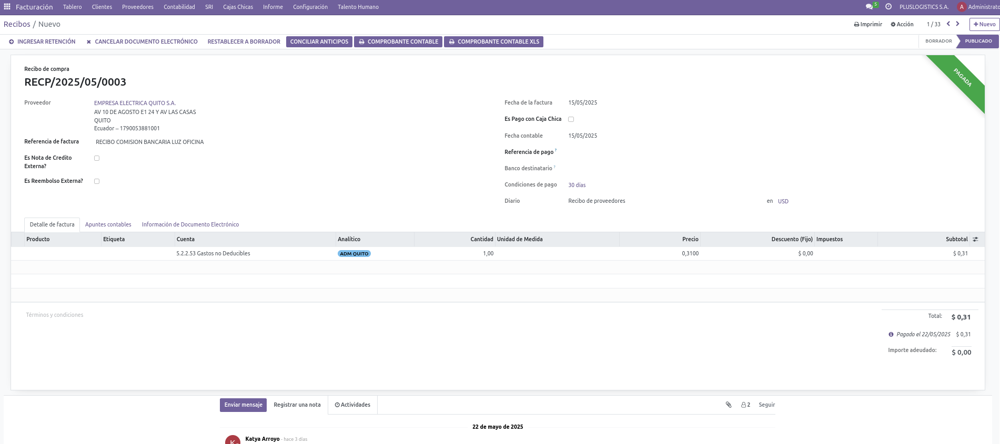 Facturación Tablero Clientes Proveedores Contabilidad SRI Cajas Chicas Informe Configuración Talento Humano 5 PLUSLOGISTICS S.A. A Administrato
Recibos / Nuevo Imprimir Acción 1 / 33 Nuevo
INGRESAR RETENCIÓN CANCELAR DOCUMENTO ELECTRÓNICO RESTABLECER A BORRADOR CONCILIAR ANTICIPOS COMPROBANTE CONTABLE COMPROBANTE CONTABLE XLS BORRADOR PUBLICADO
PAGADA
Recibo de compra
RECP/2025/05/0003
Proveedor EMPRESA ELECTRICA QUITO S.A.
AV 10 DE AGOSTO E1 24 Y AV LAS CASAS
QUITO
Ecuador – 1790053881001
Referencia de factura RECIBO COMISION BANCARIA LUZ OFICINA
Es Nota de Credito
Externa?
Es Reembolso Externa?
Fecha de la factura 15/05/2025
Es Pago con Caja Chica
Fecha contable 15/05/2025
Referencia de pago ?
Banco destinatario ?
Condiciones de pago 30 días
Diario Recibo de proveedores en USD
Detalle de factura Apuntes contables Información de Documento Electrónico
Producto Etiqueta Cuenta Analítico Cantidad Unidad de Medida Precio Descuento (Fijo) Impuestos Subtotal
5.2.2.53 Gastos no Deducibles ADM QUITO 1,00 0,3100 $ 0,00 $ 0,31
Términos y condiciones
Total: $ 0,31
Pagado el 22/05/2025 $ 0,31
Importe adeudado: $ 0,00
Enviar mensaje Registrar una nota Actividades 2 Seguir
22 de mayo de 2025
K Katya Arroyo - hace 3 días